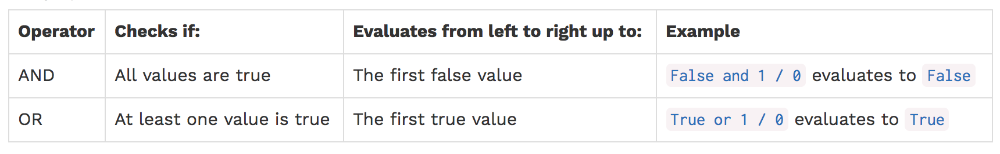 Operator Checks if: Evaluates from left to right up to: Example
AND All values are true The first false value False and 1 / 0 evaluates to False
OR At least one value is true The first true value True or 1 / 0 evaluates to True